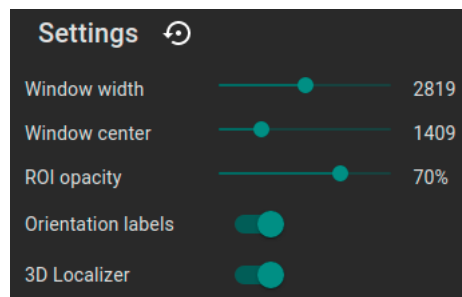 Settings
Window width 2819
Window center 1409
ROI opacity 70%
Orientation labels
3D Localizer